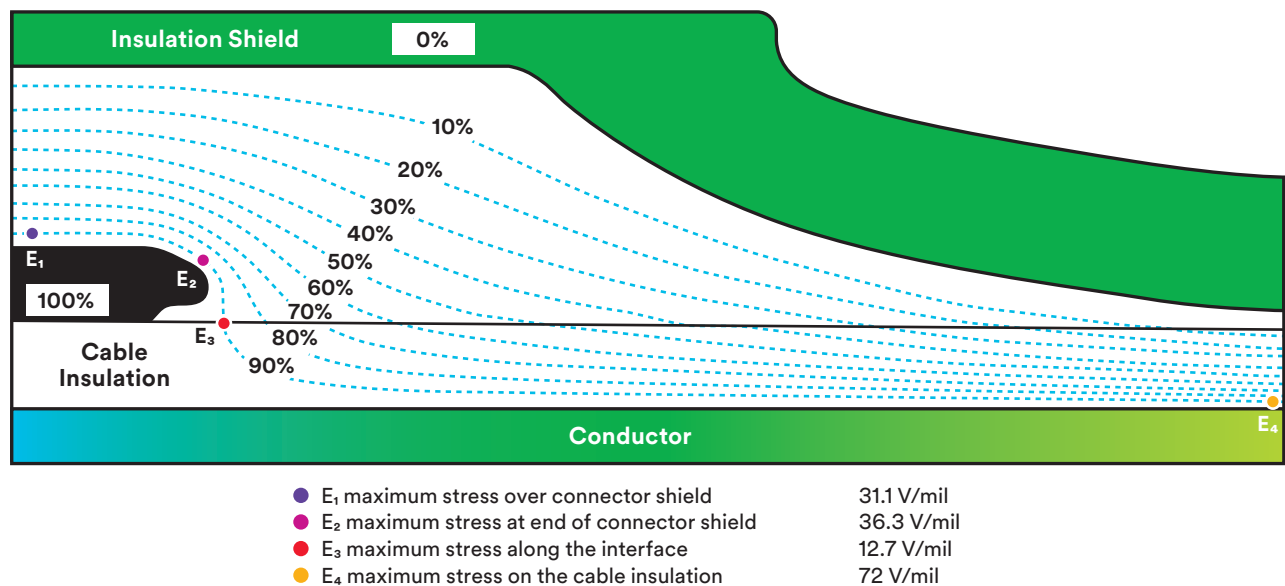 Insulation Shield 0%
10%
20%
30%
40%
50%
60%
70%
80%
90%
E₁
E₂
100%
E₃
Cable
Insulation
E₄
Conductor
E₁ maximum stress over connector shield 31.1 V/mil
E₂ maximum stress at end of connector shield 36.3 V/mil
E₃ maximum stress along the interface 12.7 V/mil
E₄ maximum stress on the cable insulation 72 V/mil